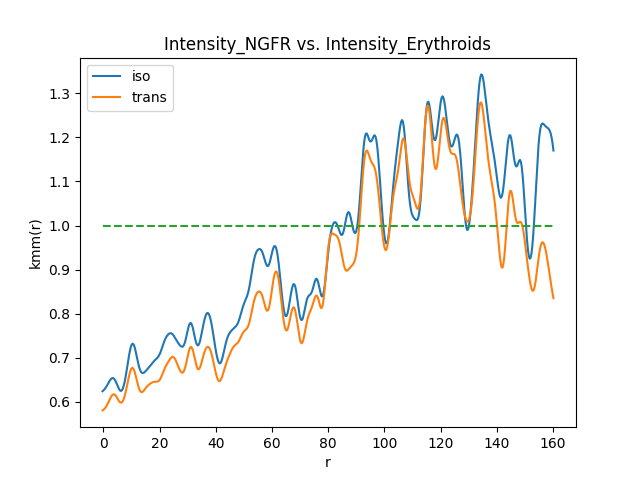 Intensity_NGFR vs. Intensity_Erythroids
iso
trans
1.3
1.2
1.1
1.0
0.9
0.8
0.7
0.6
kmm(r)
0 20 40 60 80 100 120 140 160
r